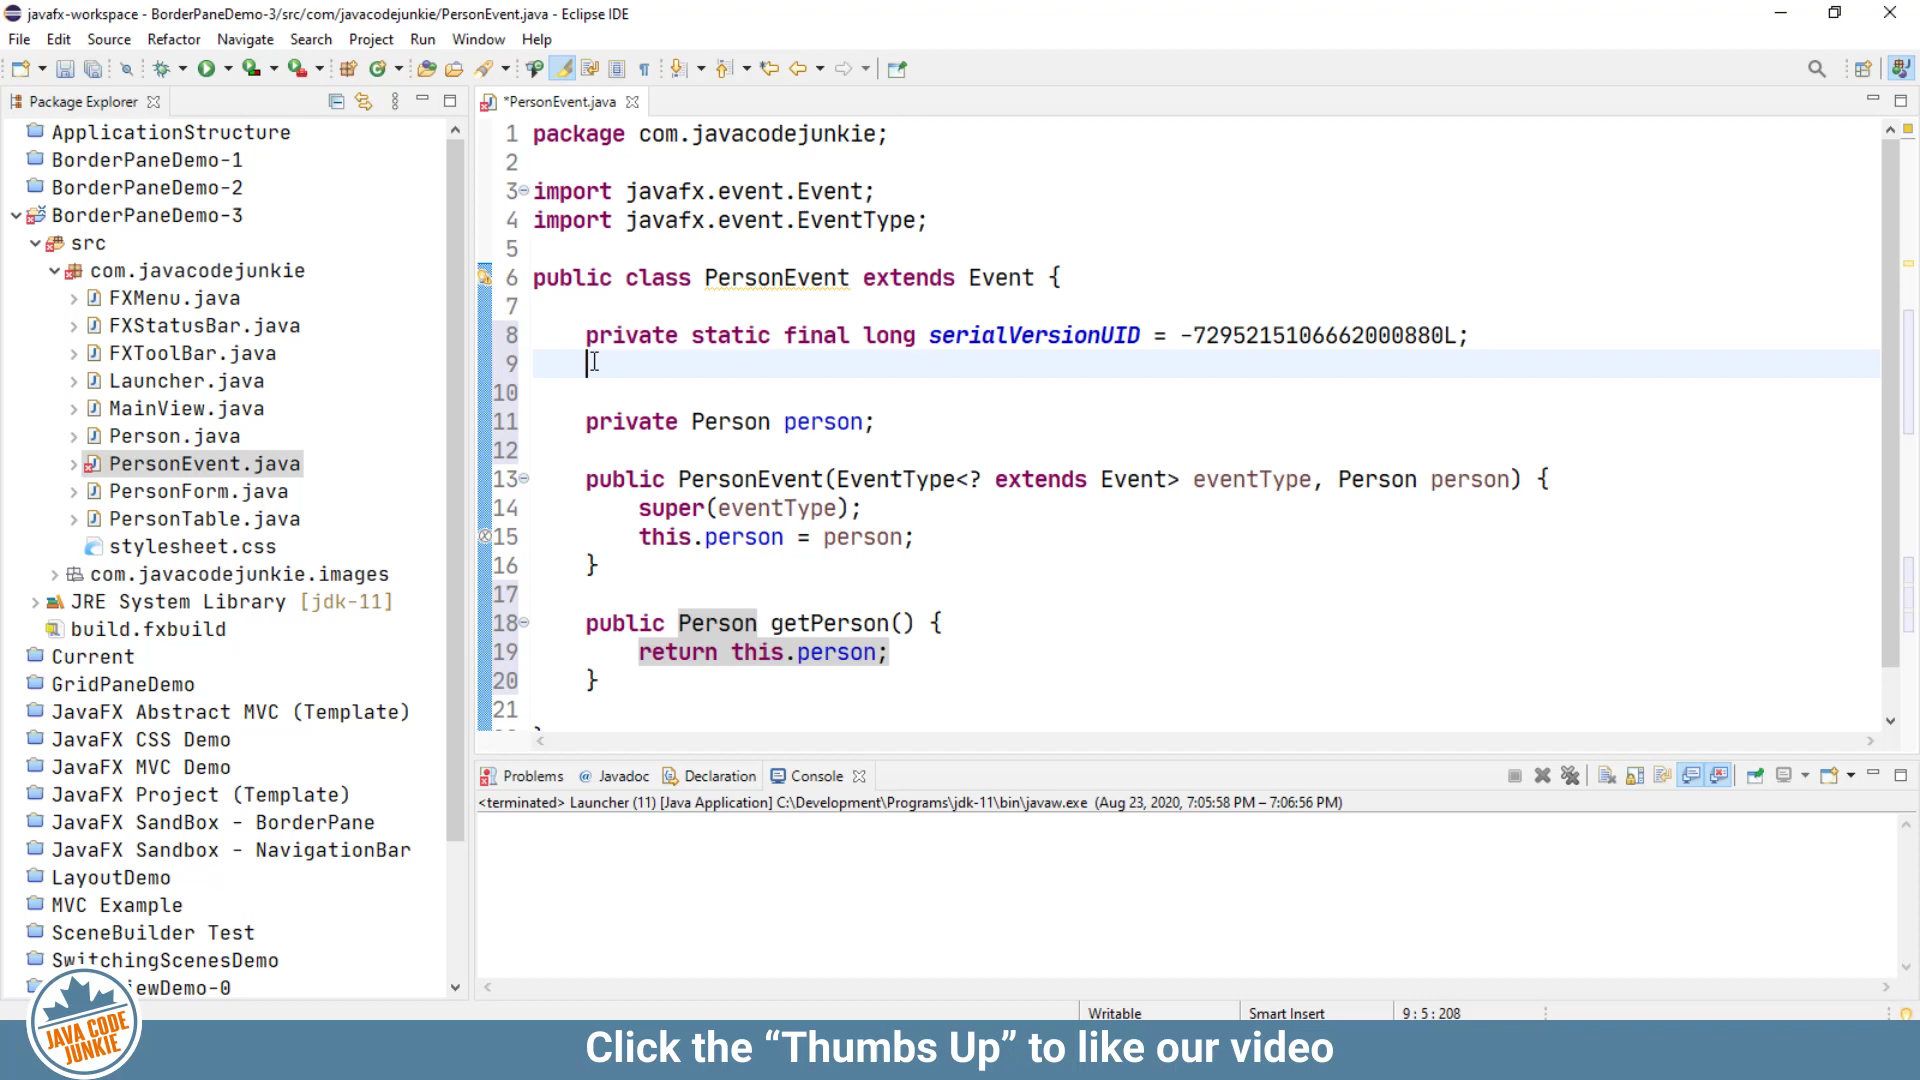 javafx-workspace - BorderPaneDemo-3/src/com/javacodejunkie/PersonEvent.java - Eclipse IDE
File Edit Source Refactor Navigate Search Project Run Window Help
Package Explorer
ApplicationStructure
BorderPaneDemo-1
BorderPaneDemo-2
BorderPaneDemo-3
src
com.javacodejunkie
FXMenu.java
FXStatusBar.java
FXToolBar.java
Launcher.java
MainView.java
Person.java
PersonEvent.java
PersonForm.java
PersonTable.java
stylesheet.css
com.javacodejunkie.images
JRE System Library [jdk-11]
build.fxbuild
Current
GridPaneDemo
JavaFX Abstract MVC (Template)
JavaFX CSS Demo
JavaFX MVC Demo
JavaFX Project (Template)
JavaFX SandBox - BorderPane
JavaFX Sandbox - NavigationBar
LayoutDemo
MVC Example
SceneBuilder Test
SwitchingScenesDemo
iewDemo-0
*PersonEvent.java
1 package com.javacodejunkie;
2
3 import javafx.event.Event;
4 import javafx.event.EventType;
5
6 public class PersonEvent extends Event {
7
8 private static final long serialVersionUID = -7295215106662000880L;
9
10
11 private Person person;
12
13 public PersonEvent(EventType<? extends Event> eventType, Person person) {
14 super(eventType);
15 this.person = person;
16 }
17
18 public Person getPerson() {
19 return this.person;
20 }
21
Problems @ Javadoc Declaration Console
<terminated> Launcher (11) [Java Application] C:\Development\Programs\jdk-11\bin\javaw.exe (Aug 23, 2020, 7:05:58 PM – 7:06:56 PM)
Writable Smart Insert 9 : 5 : 208
JAVA CODE
JUNKIE
Click the “Thumbs Up” to like our video